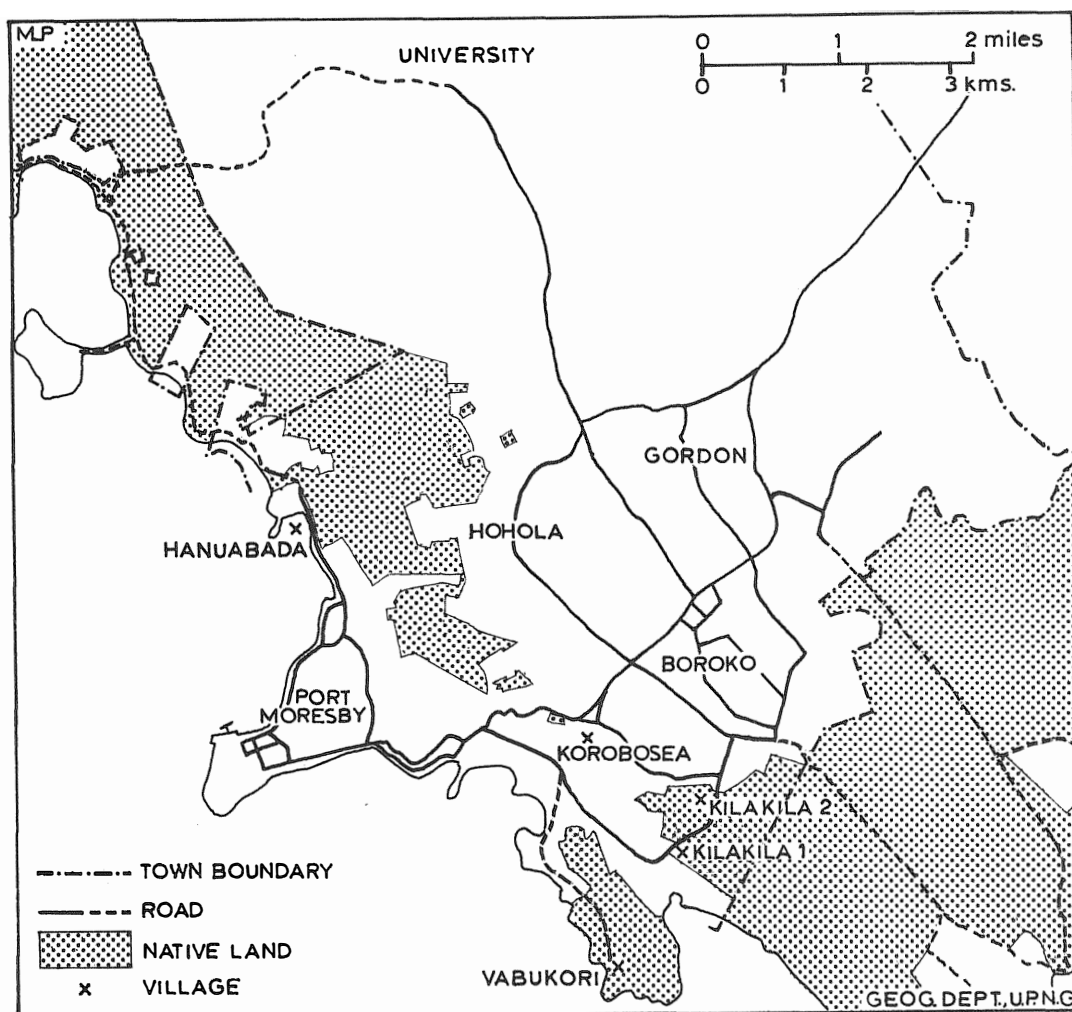 MLP
UNIVERSITY
0 1 2 miles
0 1 2 3 kms.
GORDON
HOHOLA
HANUABADA
BOROKO
PORT
MORESBY
KOROBOSEA
KILAKILA 2
KILAKILA 1
VABUKORI
TOWN BOUNDARY
ROAD
NATIVE LAND
x VILLAGE
GEOG. DEPT., U.P.N.G